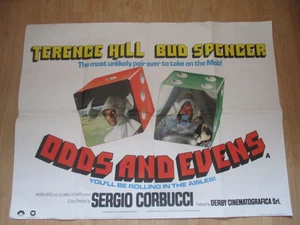 TERENCE HILL BUD SPENCER
The most unlikely pair ever to take on the Mob!
ODDS AND EVENS
A
YOU'LL BE ROLLING IN THE AISLES!
SERGIO CORBUCCI
DERBY CINEMATOGRAFICA Srl.